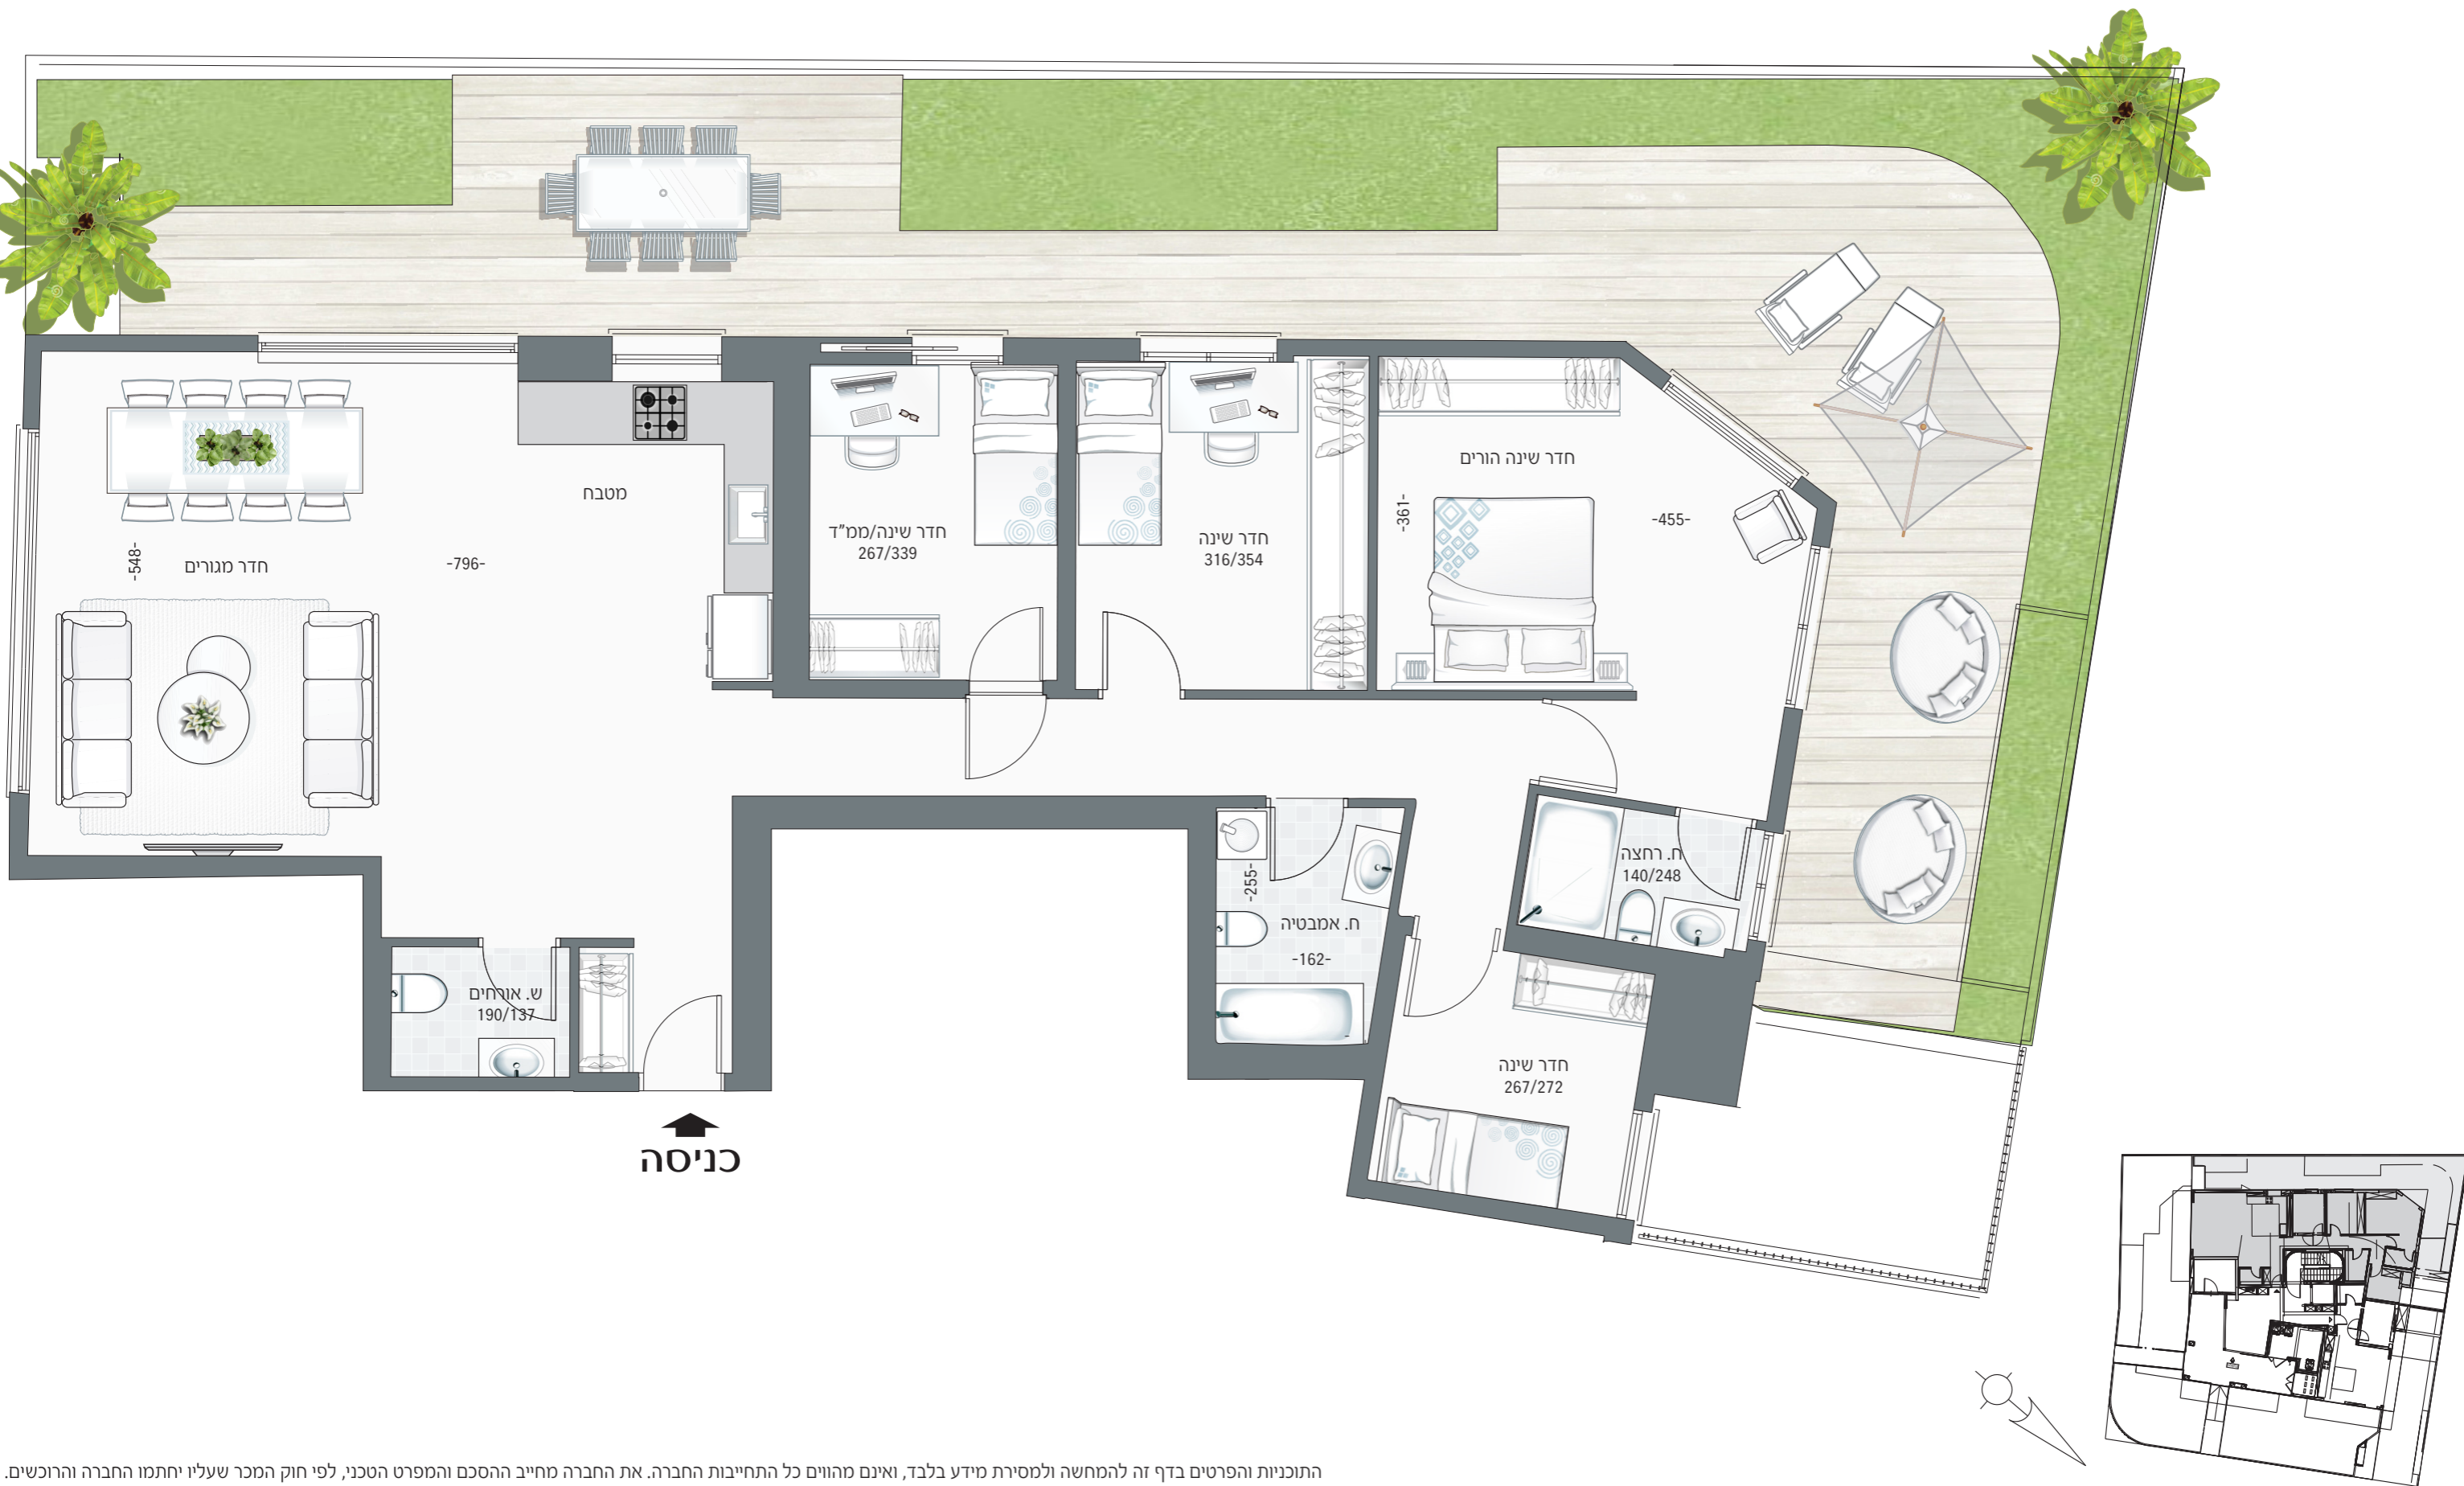 חדר שינה הורים
-361-
-455-
חדר שינה
316/354
חדר שינה/ממ"ד
267/339
מטבח
-796-
-548-
חדר מגורים
ח. רחצה
140/248
-255-
ח. אמבטיה
-162-
ש. אורחים
190/137
חדר שינה
267/272
כניסה
התוכניות והפרטים בדף זה להמחשה ולמסירת מידע בלבד, ואינם מהווים כל התחייבות החברה. את החברה מחייב ההסכם והמפרט הטכני, לפי חוק המכר שעליו יחתמו החברה והרוכשים.